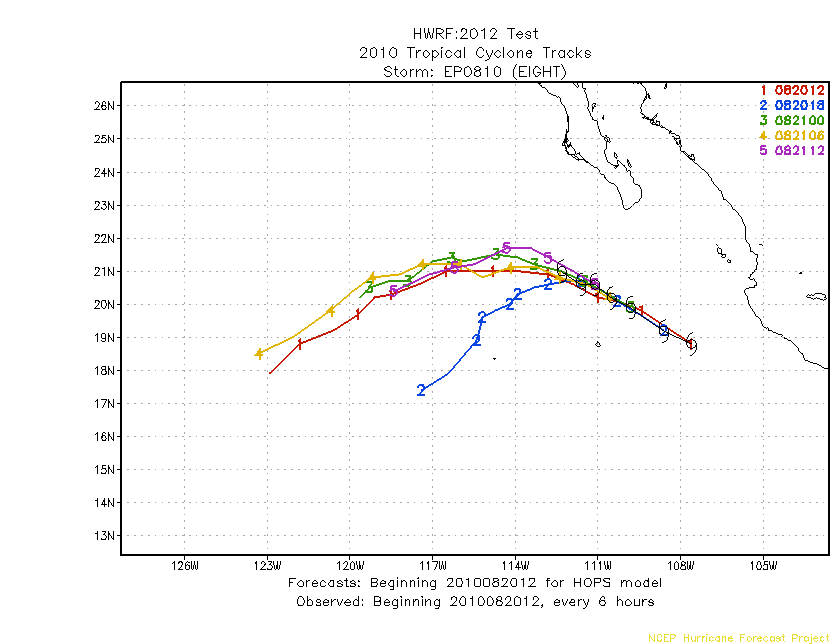 HWRF:2012 Test
2010 Tropical Cyclone Tracks
Storm: EP0810 (EIGHT)
1 082012
2 082018
3 082100
4 082106
5 082112
26N
25N
24N
23N
22N
21N
20N
19N
18N
17N
16N
15N
14N
13N
126W 123W 120W 117W 114W 111W 108W 105W
Forecasts: Beginning 2010082012 for HOPS model
Observed: Beginning 2010082012, every 6 hours
NCEP Hurricane Forecast Project